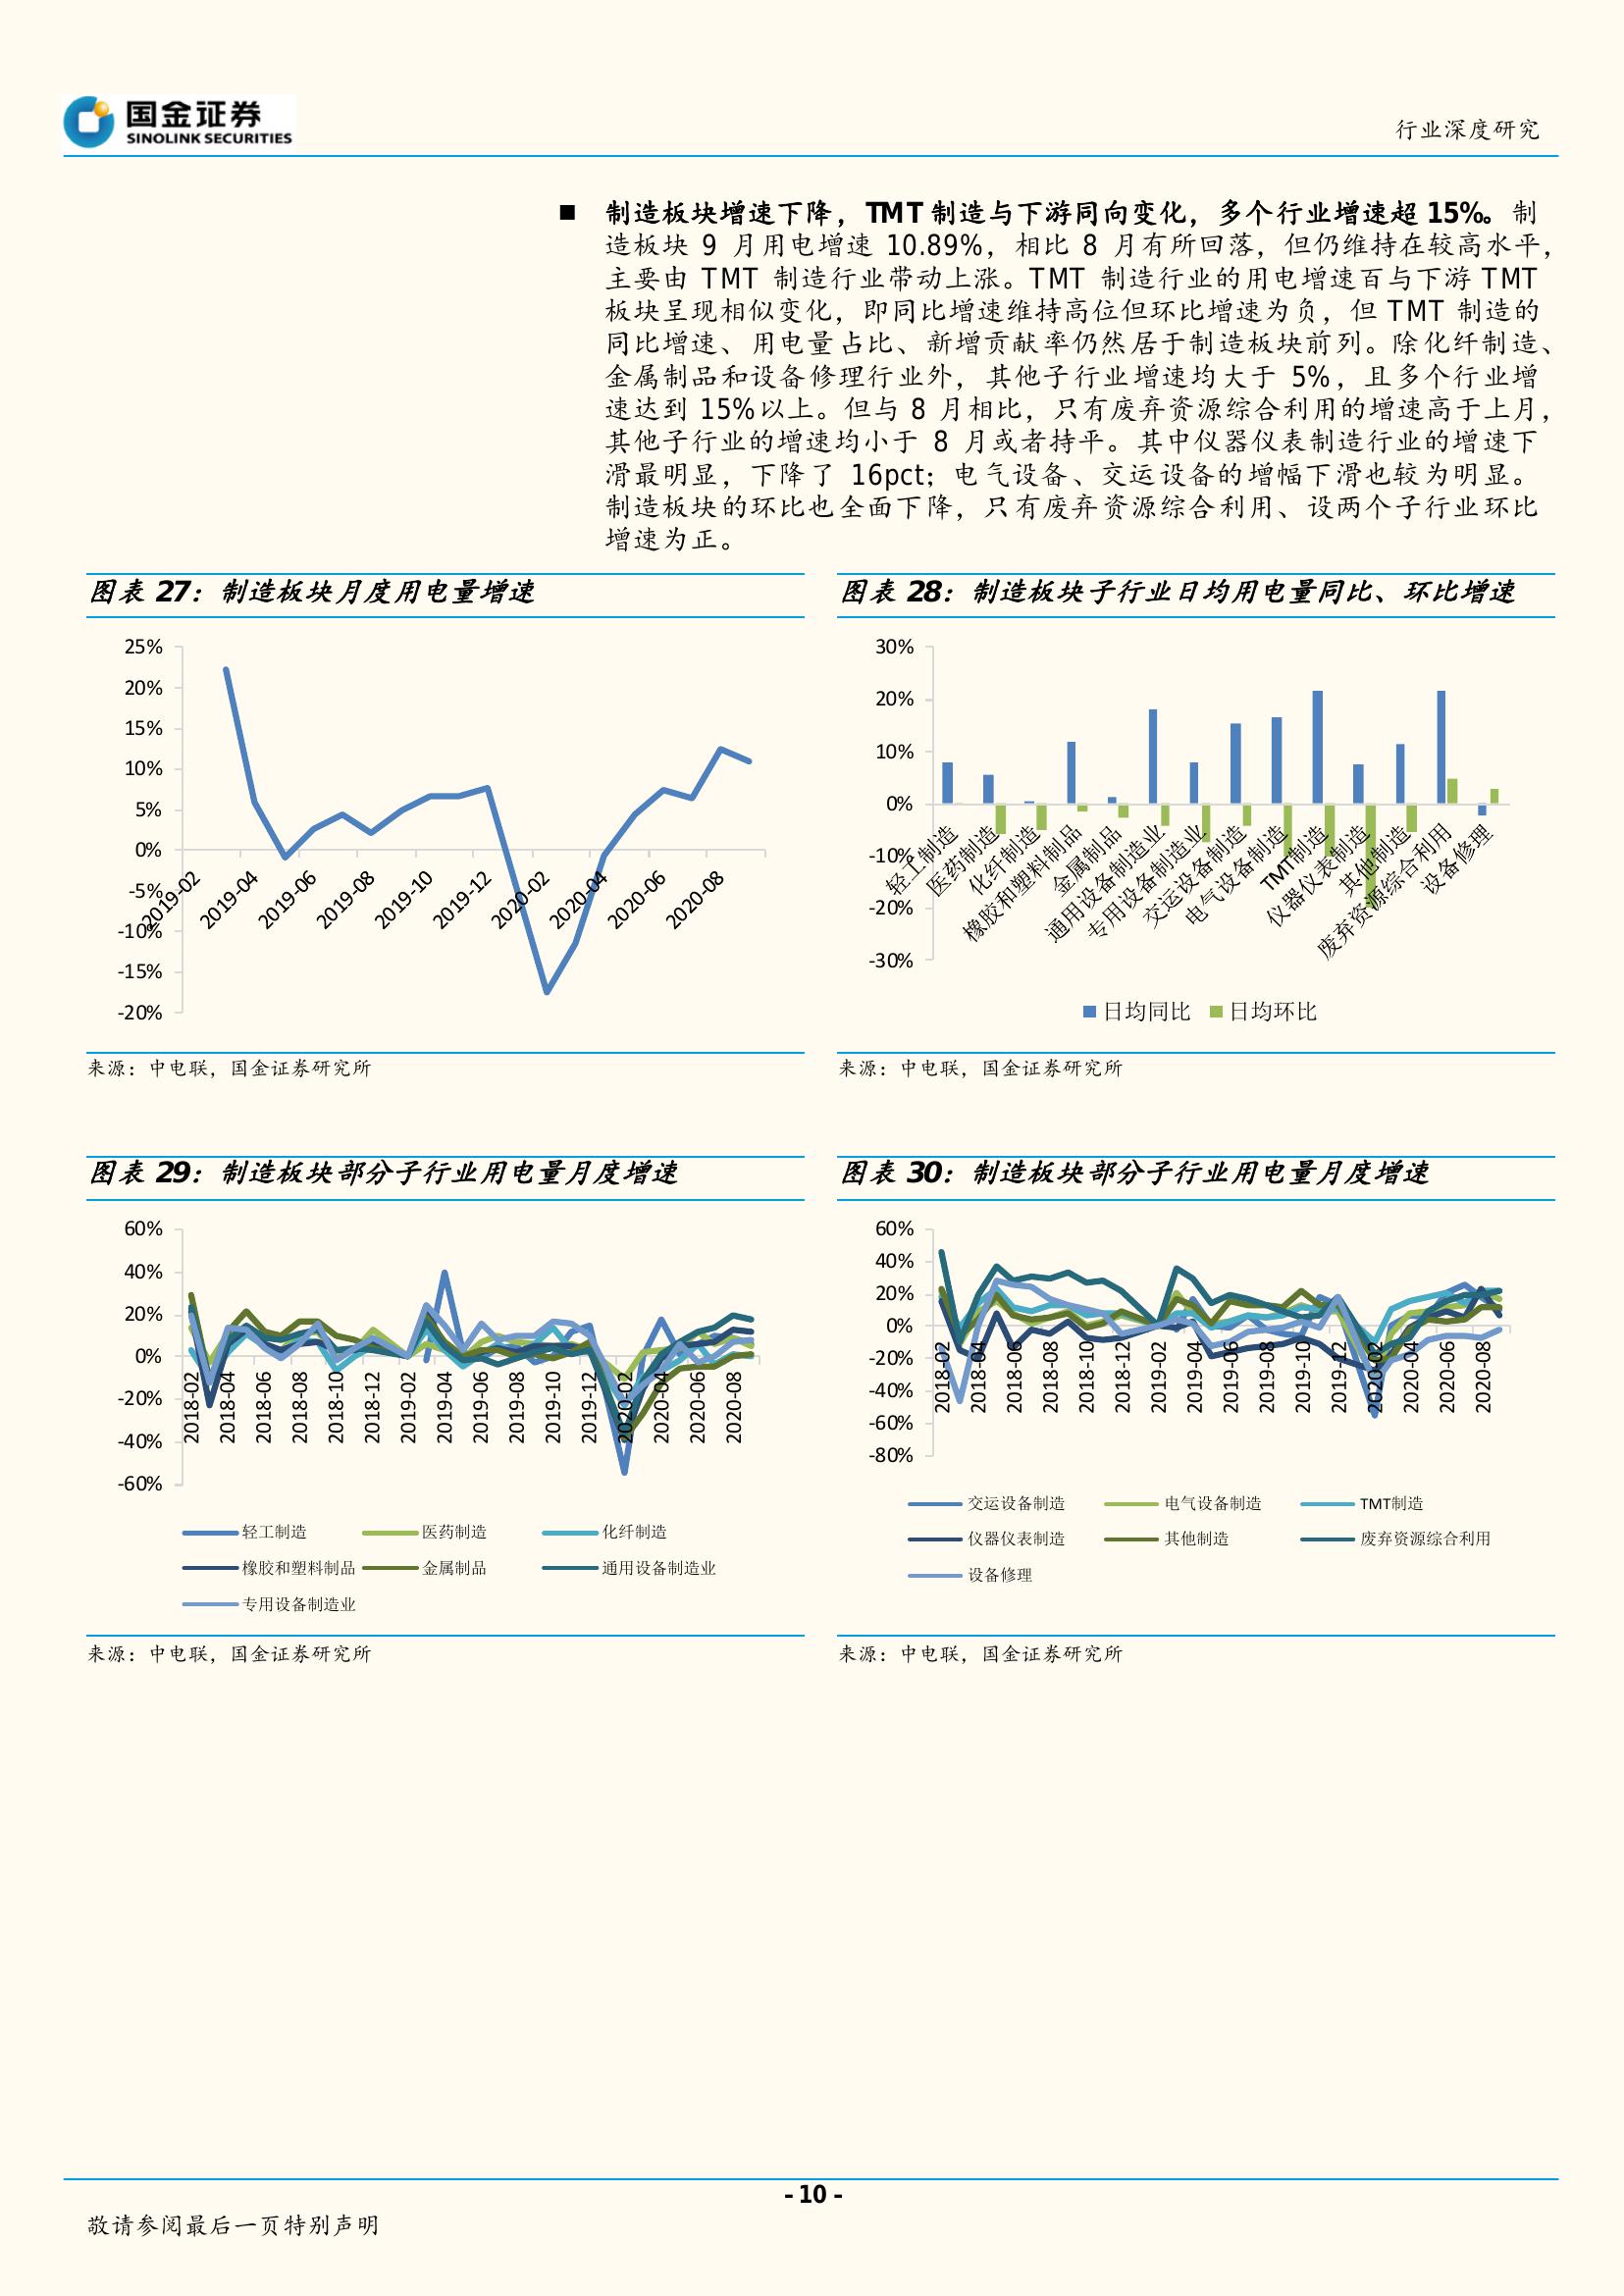 国金证券
SINOLINK SECURITIES
行业深度研究
■ 制造板块增速下降，TMT 制造与下游同向变化，多个行业增速超 15%。制
造板块 9 月用电增速 10.89%，相比 8 月有所回落，但仍维持在较高水平，
主要由 TMT 制造行业带动上涨。TMT 制造行业的用电增速百与下游 TMT
板块呈现相似变化，即同比增速维持高位但环比增速为负，但 TMT 制造的
同比增速、用电量占比、新增贡献率仍然居于制造板块前列。除化纤制造、
金属制品和设备修理行业外，其他子行业增速均大于 5%，且多个行业增
速达到 15%以上。但与 8 月相比，只有废弃资源综合利用的增速高于上月，
其他子行业的增速均小于 8 月或者持平。其中仪器仪表制造行业的增速下
滑最明显，下降了 16pct；电气设备、交运设备的增幅下滑也较为明显。
制造板块的环比也全面下降，只有废弃资源综合利用、设两个子行业环比
增速为正。
图表 27：制造板块月度用电量增速
25%
20%
15%
10%
5%
0%
-5%
-10%
-15%
-20%
2019-02
2019-04
2019-06
2019-08
2019-10
2019-12
2020-02
2020-04
2020-06
2020-08
来源：中电联，国金证券研究所
图表 28：制造板块子行业日均用电量同比、环比增速
30%
20%
10%
0%
-10%
-20%
-30%
轻工制造
医药制造
化纤制造
橡胶和塑料制品
金属制品
通用设备制造业
专用设备制造业
交运设备制造
电气设备制造
TMT制造
仪器仪表制造
其他制造
废弃资源综合利用
设备修理
日均同比 日均环比
来源：中电联，国金证券研究所
图表 29：制造板块部分子行业用电量月度增速
60%
40%
20%
0%
-20%
-40%
-60%
2018-02
2018-04
2018-06
2018-08
2018-10
2018-12
2019-02
2019-04
2019-06
2019-08
2019-10
2019-12
2020-02
2020-04
2020-06
2020-08
轻工制造 医药制造 化纤制造
橡胶和塑料制品 金属制品 通用设备制造业
专用设备制造业
来源：中电联，国金证券研究所
图表 30：制造板块部分子行业用电量月度增速
60%
40%
20%
0%
-20%
-40%
-60%
-80%
2018-02
2018-04
2018-06
2018-08
2018-10
2018-12
2019-02
2019-04
2019-06
2019-08
2019-10
2019-12
2020-02
2020-04
2020-06
2020-08
交运设备制造 电气设备制造 TMT制造
仪器仪表制造 其他制造 废弃资源综合利用
设备修理
来源：中电联，国金证券研究所
- 10 -
敬请参阅最后一页特别声明